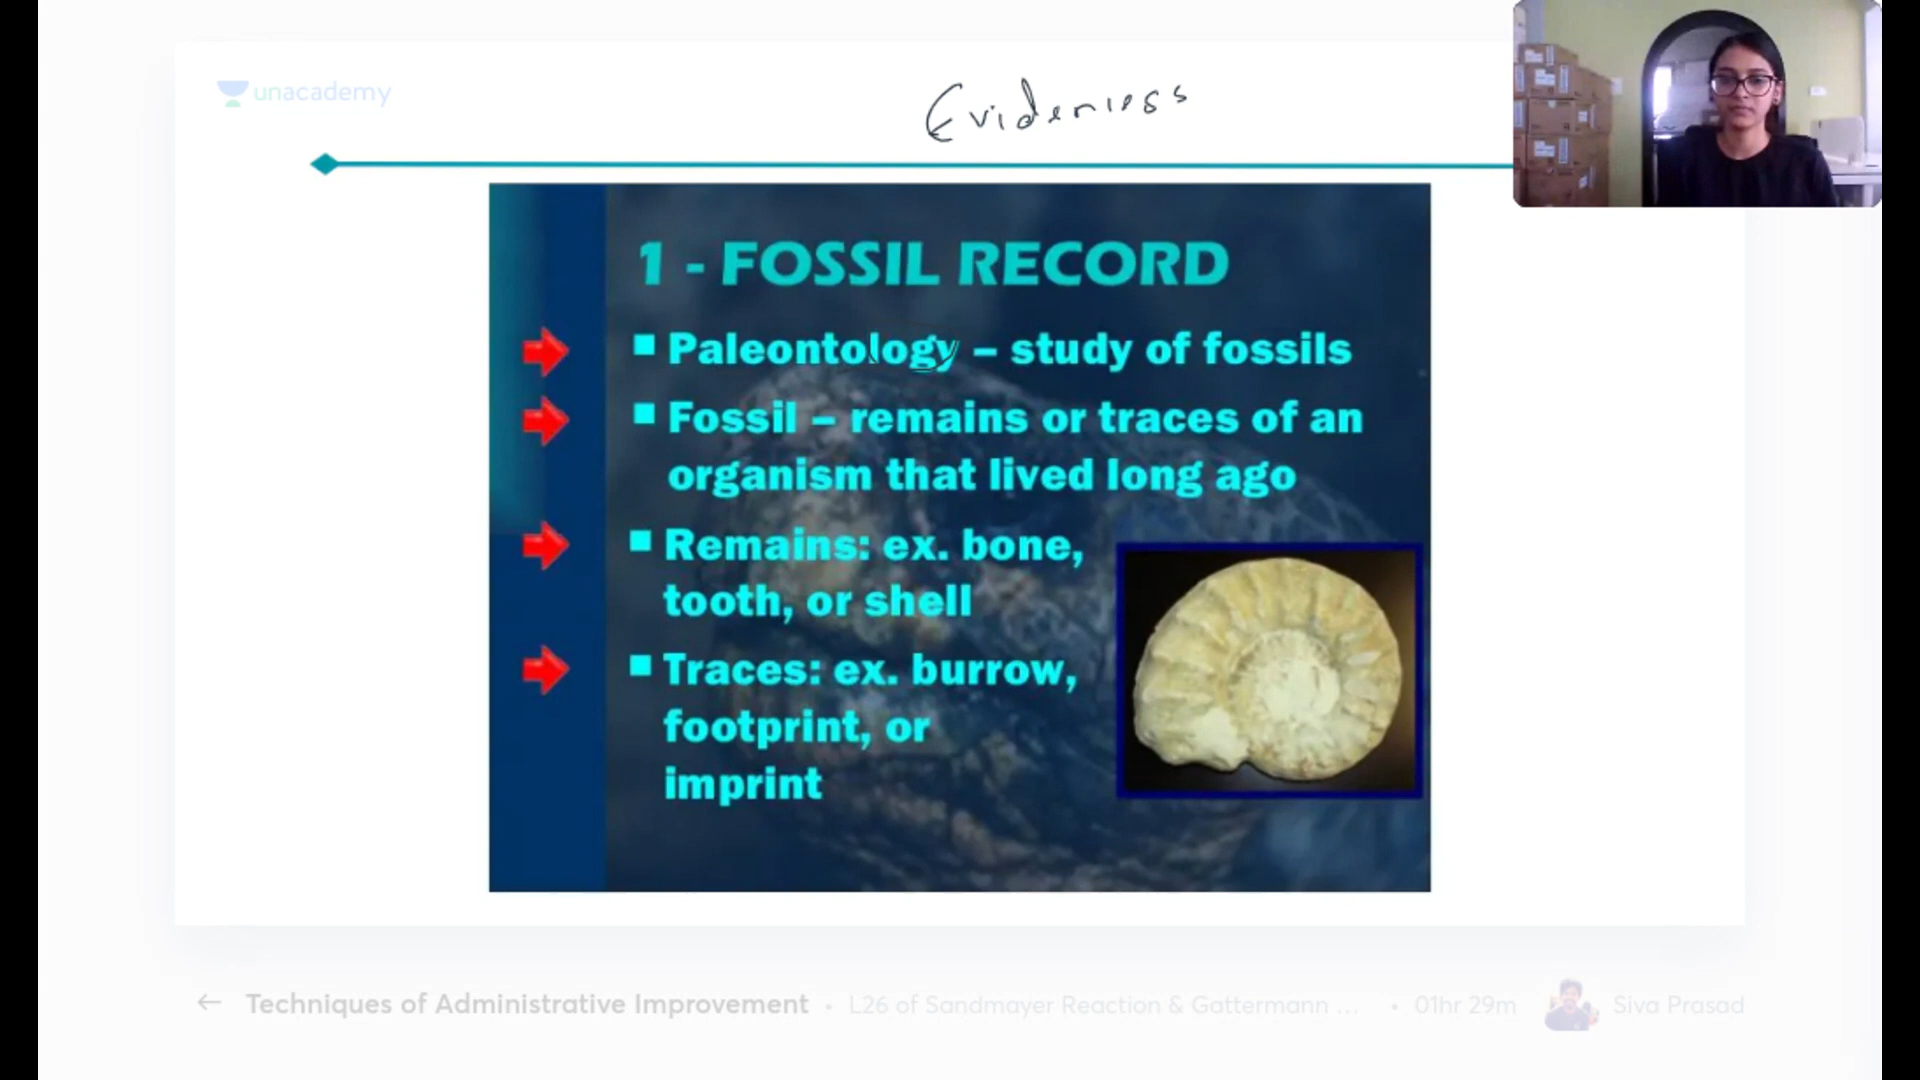 unacademy
Evidences
1 - FOSSIL RECORD
Paleontology – study of fossils
Fossil – remains or traces of an
organism that lived long ago
Remains: ex. bone,
tooth, or shell
Traces: ex. burrow,
footprint, or
imprint
Techniques of Administrative Improvement • L26 of Sandmayer Reaction & Gattermann ... • 01hr 29m Siva Prasad